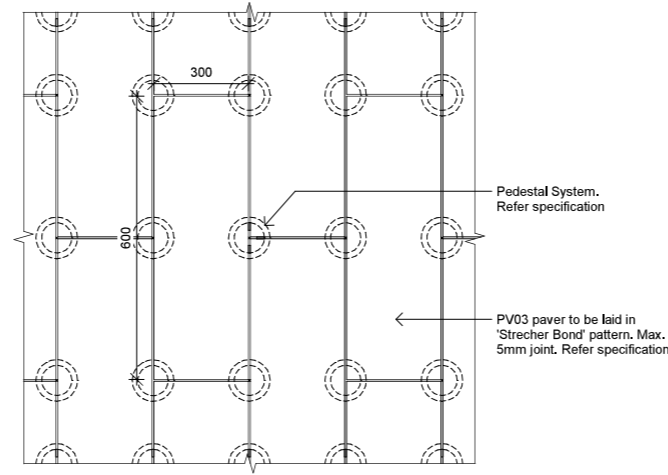 300
600
Pedestal System.
Refer specification
PV03 paver to be laid in
'Strecher Bond' pattern. Max.
5mm joint. Refer specification